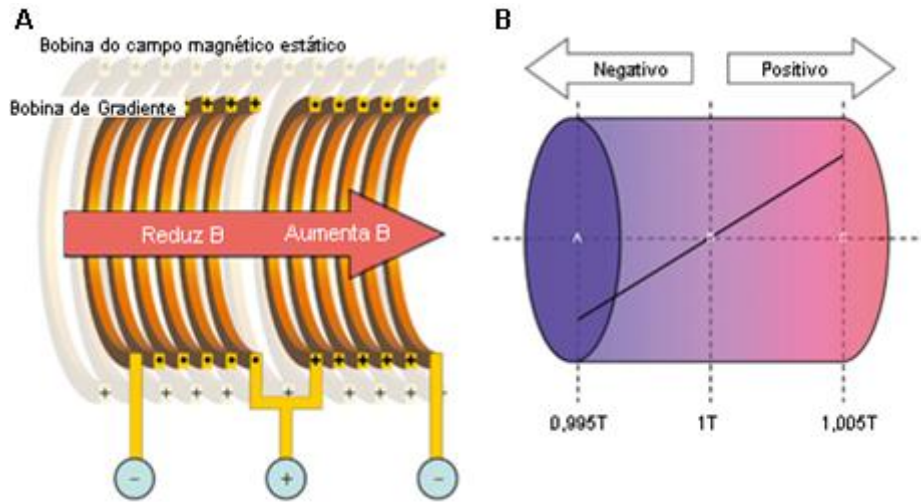 A
Bobina do campo magnético estático
Bobina de Gradiente
Reduz B
Aumenta B
B
Negativo
Positivo
A
0,995T
1T
1,005T